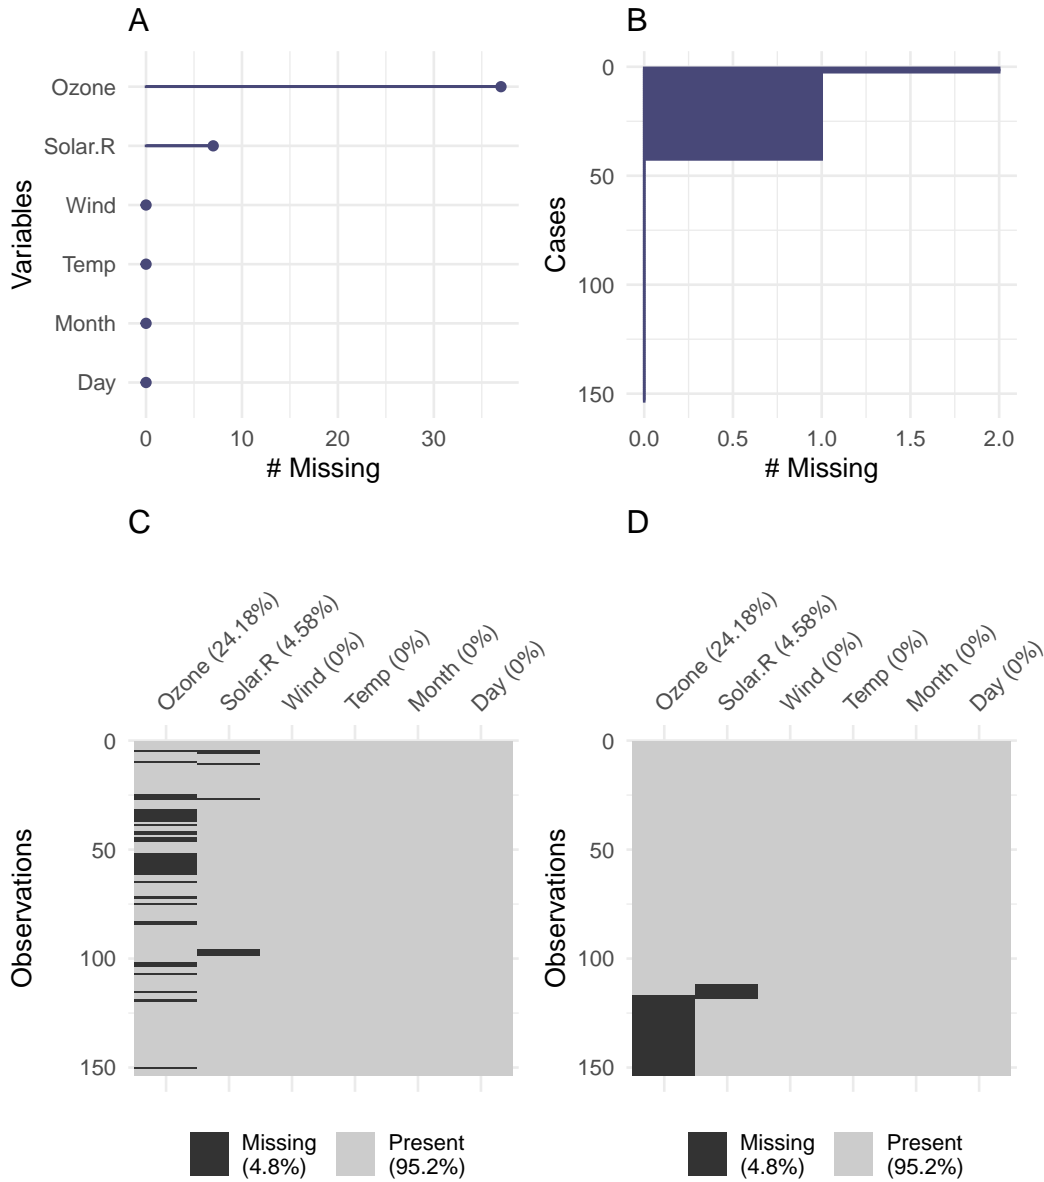 A
Ozone
Solar.R
Wind
Temp
Month
Day
Variables
0 10 20 30
# Missing
B
0
50
100
150
Cases
0.0 0.5 1.0 1.5 2.0
# Missing
C
Ozone (24.18%)
Solar.R (4.58%)
Wind (0%)
Temp (0%)
Month (0%)
Day (0%)
0
50
100
150
Observations
Missing
(4.8%)
Present
(95.2%)
D
Ozone (24.18%)
Solar.R (4.58%)
Wind (0%)
Temp (0%)
Month (0%)
Day (0%)
0
50
100
150
Observations
Missing
(4.8%)
Present
(95.2%)